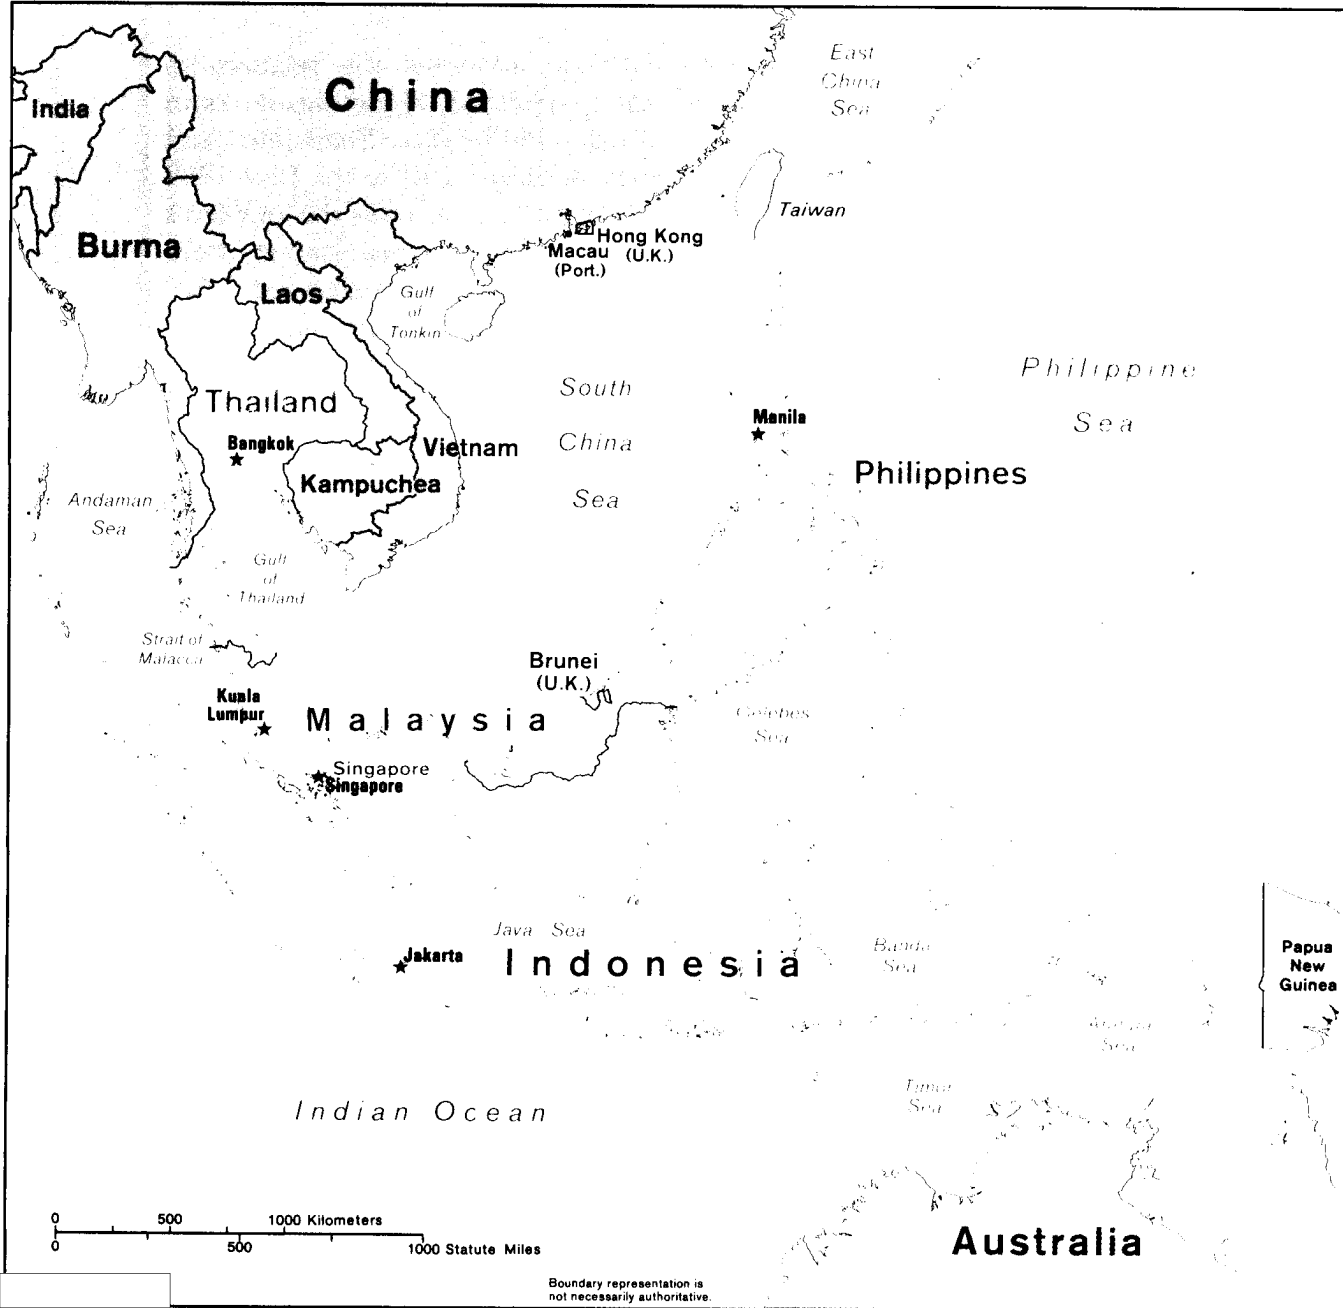 East
China
Sea
China
India
Taiwan
Hong Kong
(U.K.)
Macau
(Port.)
Burma
Laos
Gulf
of
Tonkin
Philippine
Sea
South
China
Sea
Thailand
Bangkok
Manila
Vietnam
Philippines
Kampuchea
Andaman
Sea
Gulf
of
Thailand
Strait of
Malacca
Brunei
(U.K.)
Kuala
Lumpur
Malaysia
Celebes
Sea
Singapore
Singapore
Java Sea
Jakarta
Indonesia
Banda
Sea
Papua
New
Guinea
Arafura
Sea
Timor
Sea
Indian Ocean
0 500 1000 Kilometers
0 500 1000 Statute Miles
Australia
Boundary representation is
not necessarily authoritative.